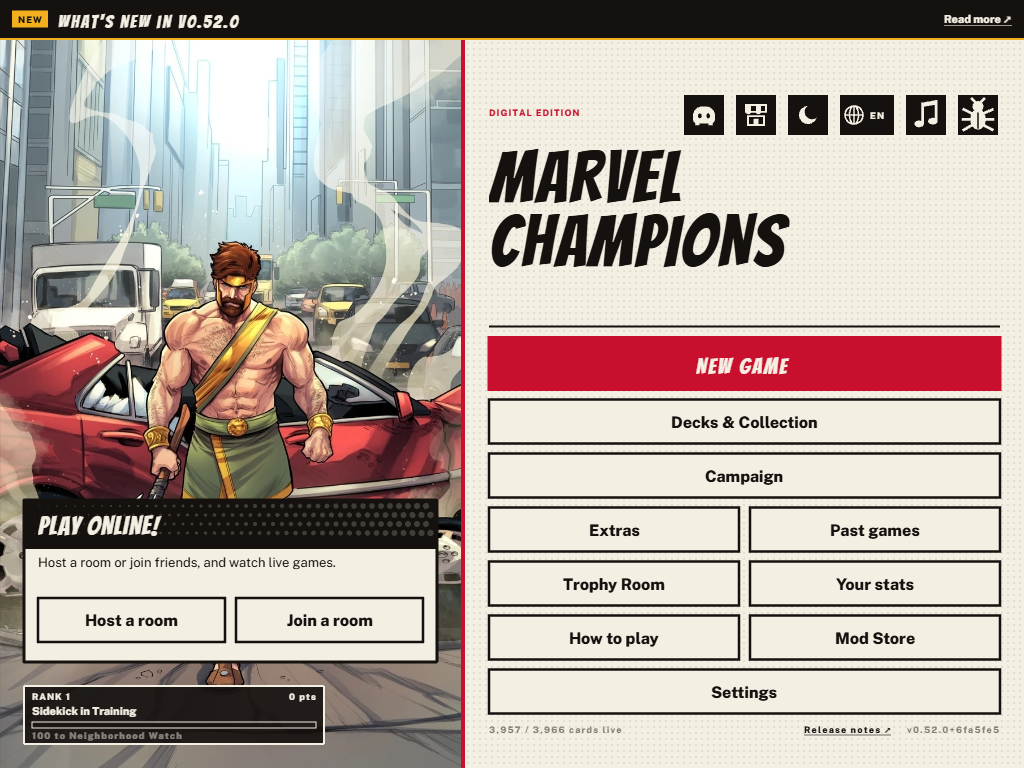 NEW WHAT'S NEW IN V0.52.0 Read more ↗
DIGITAL EDITION
EN
MARVEL
CHAMPIONS
NEW GAME
Decks & Collection
Campaign
Extras
Past games
Trophy Room
Your stats
How to play
Mod Store
Settings
3,957 / 3,966 cards live
Release notes ↗
v0.52.0+6fa5fe5
PLAY ONLINE!
Host a room or join friends, and watch live games.
Host a room
Join a room
RANK 1
0 pts
Sidekick in Training
100 to Neighborhood Watch